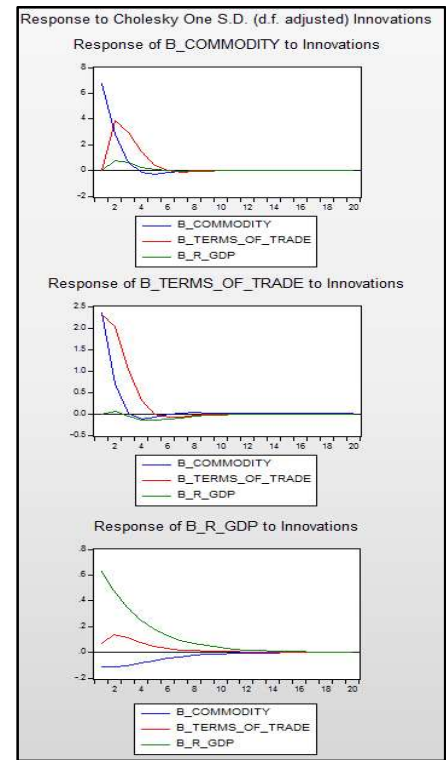 Response to Cholesky One S.D. (d.f. adjusted) Innovations
Response of B_COMMODITY to Innovations
8
6
4
2
0
-2
2 4 6 8 10 12 14 16 18 20
B_COMMODITY
B_TERMS_OF_TRADE
B_R_GDP
Response of B_TERMS_OF_TRADE to Innovations
2.5
2.0
1.5
1.0
0.5
0.0
-0.5
2 4 6 8 10 12 14 16 18 20
B_COMMODITY
B_TERMS_OF_TRADE
B_R_GDP
Response of B_R_GDP to Innovations
.8
.6
.4
.2
.0
-.2
2 4 6 8 10 12 14 16 18 20
B_COMMODITY
B_TERMS_OF_TRADE
B_R_GDP